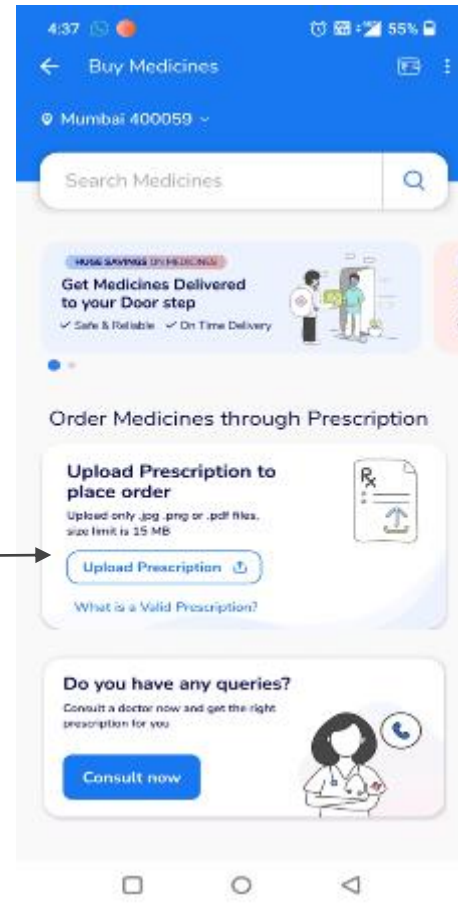 4:37
55%
Buy Medicines
Mumbai 400059
Search Medicines
HUGE SAVINGS ON MEDICINES
Get Medicines Delivered
to your Door step
Safe & Reliable On Time Delivery
Order Medicines through Prescription
Upload Prescription to
place order
Upload only .jpg .png or .pdf files,
size limit is 15 MB
Rx
Upload Prescription
What is a Valid Prescription?
Do you have any queries?
Consult a doctor now and get the right
prescription for you
Consult now